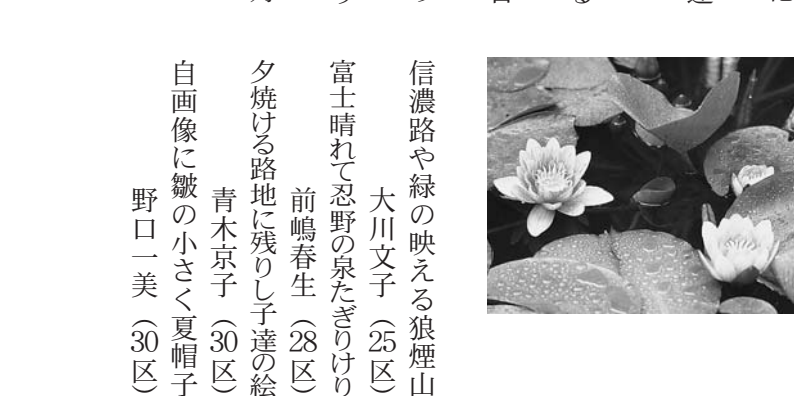 信濃路や緑の映える狼煙山
大川文子（25区）
富士晴れて忍野の泉たぎりけり
前嶋春生（28区）
夕焼ける路地に残りし子達の絵
青木京子（30区）
自画像に皺の小さく夏帽子
野口一美（30区）